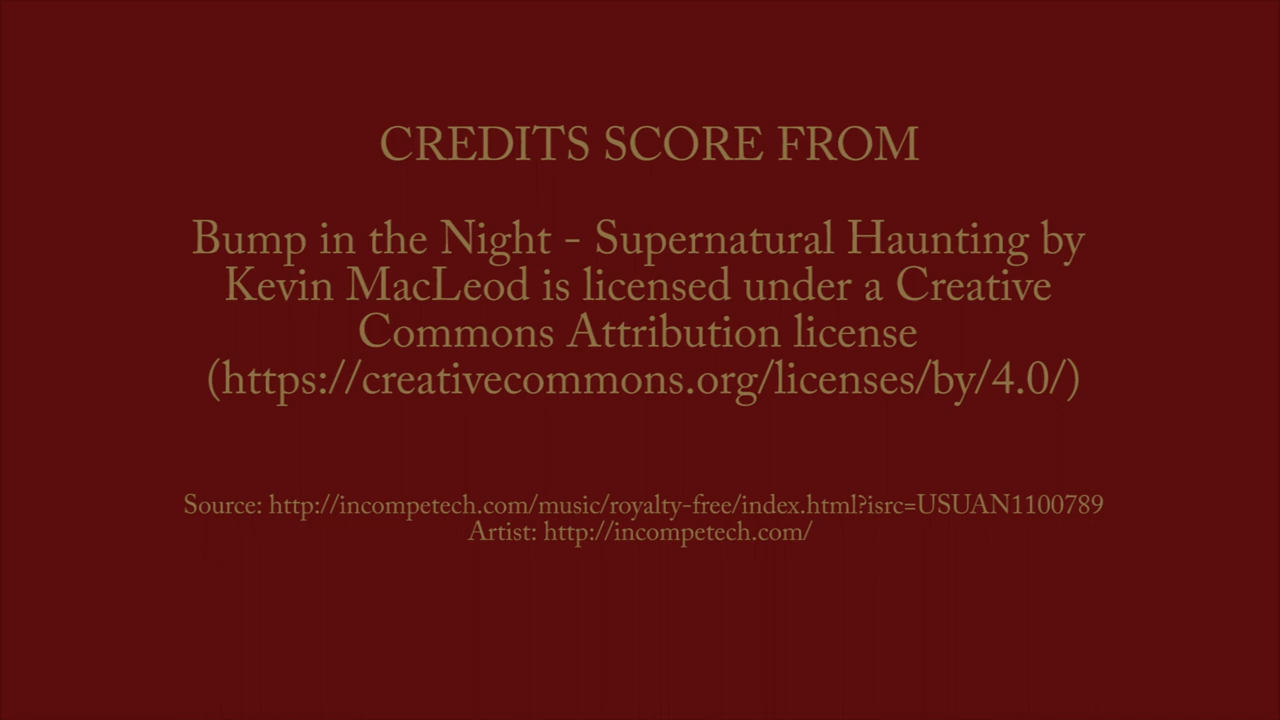 CREDITS SCORE FROM
Bump in the Night - Supernatural Haunting by
Kevin MacLeod is licensed under a Creative
Commons Attribution license
(https://creativecommons.org/licenses/by/4.0/)
Source: http://incompetech.com/music/royalty-free/index.html?isrc=USUAN1100789
Artist: http://incompetech.com/